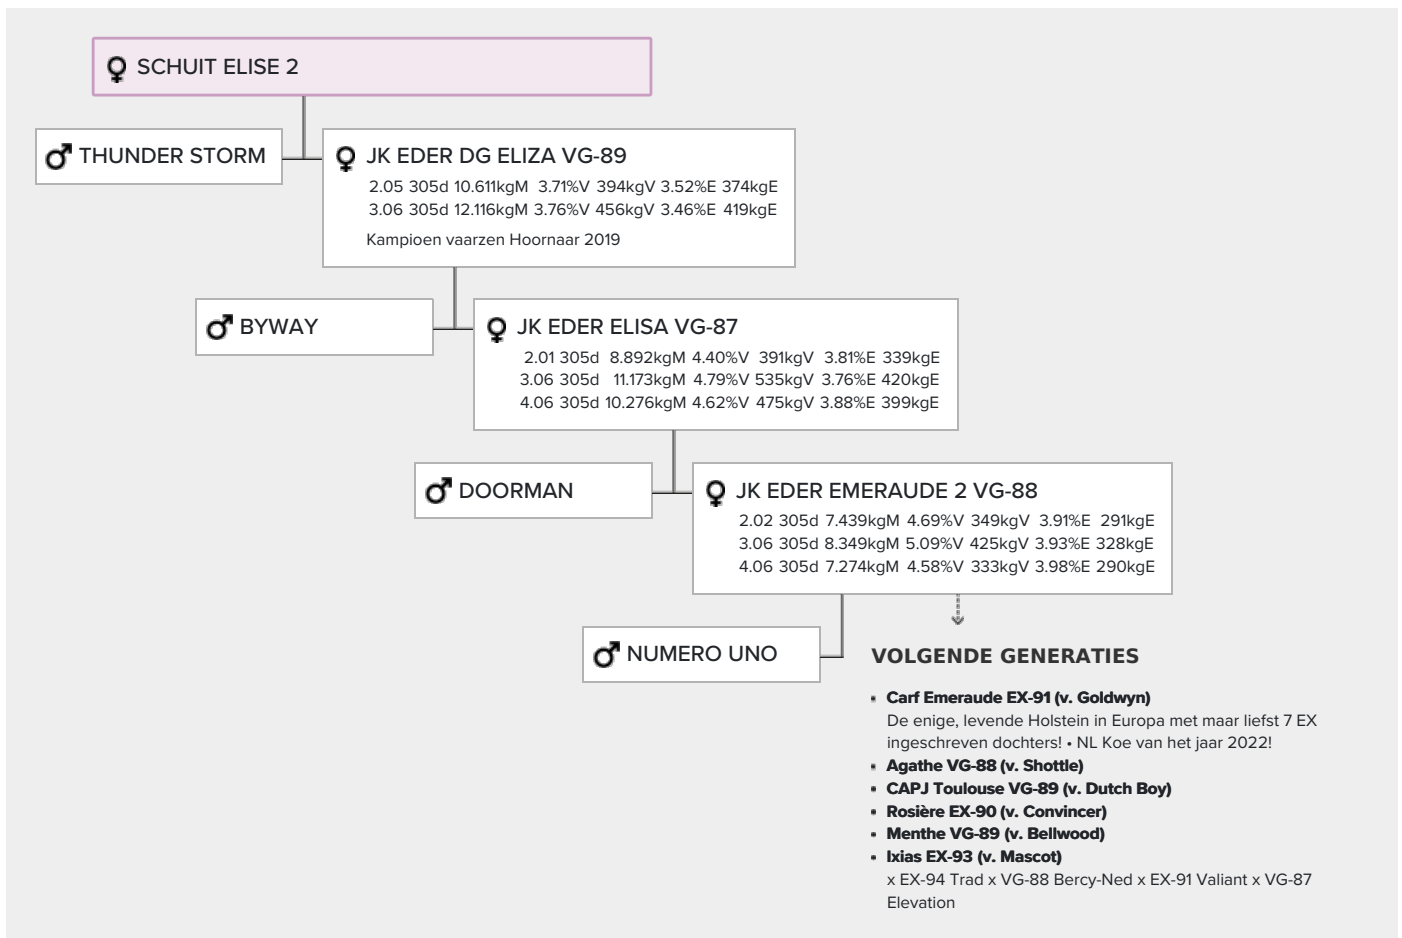 SCHUIT ELISE 2
THUNDER STORM
JK EDER DG ELIZA VG-89
2.05 305d 10.611kgM 3.71%V 394kgV 3.52%E 374kgE
3.06 305d 12.116kgM 3.76%V 456kgV 3.46%E 419kgE
Kampioen vaarzen Hoornaar 2019
BYWAY
JK EDER ELISA VG-87
2.01 305d 8.892kgM 4.40%V 391kgV 3.81%E 339kgE
3.06 305d 11.173kgM 4.79%V 535kgV 3.76%E 420kgE
4.06 305d 10.276kgM 4.62%V 475kgV 3.88%E 399kgE
DOORMAN
JK EDER EMERAUDE 2 VG-88
2.02 305d 7.439kgM 4.69%V 349kgV 3.91%E 291kgE
3.06 305d 8.349kgM 5.09%V 425kgV 3.93%E 328kgE
4.06 305d 7.274kgM 4.58%V 333kgV 3.98%E 290kgE
NUMERO UNO
VOLGENDE GENERATIES
▪ Carf Emeraude EX-91 (v. Goldwyn)
De enige, levende Holstein in Europa met maar liefst 7 EX
ingeschreven dochters! • NL Koe van het jaar 2022!
▪ Agathe VG-88 (v. Shottle)
▪ CAPJ Toulouse VG-89 (v. Dutch Boy)
▪ Rosière EX-90 (v. Convincer)
▪ Menthe VG-89 (v. Bellwood)
▪ Ixias EX-93 (v. Mascot)
x EX-94 Trad x VG-88 Bercy-Ned x EX-91 Valiant x VG-87
Elevation